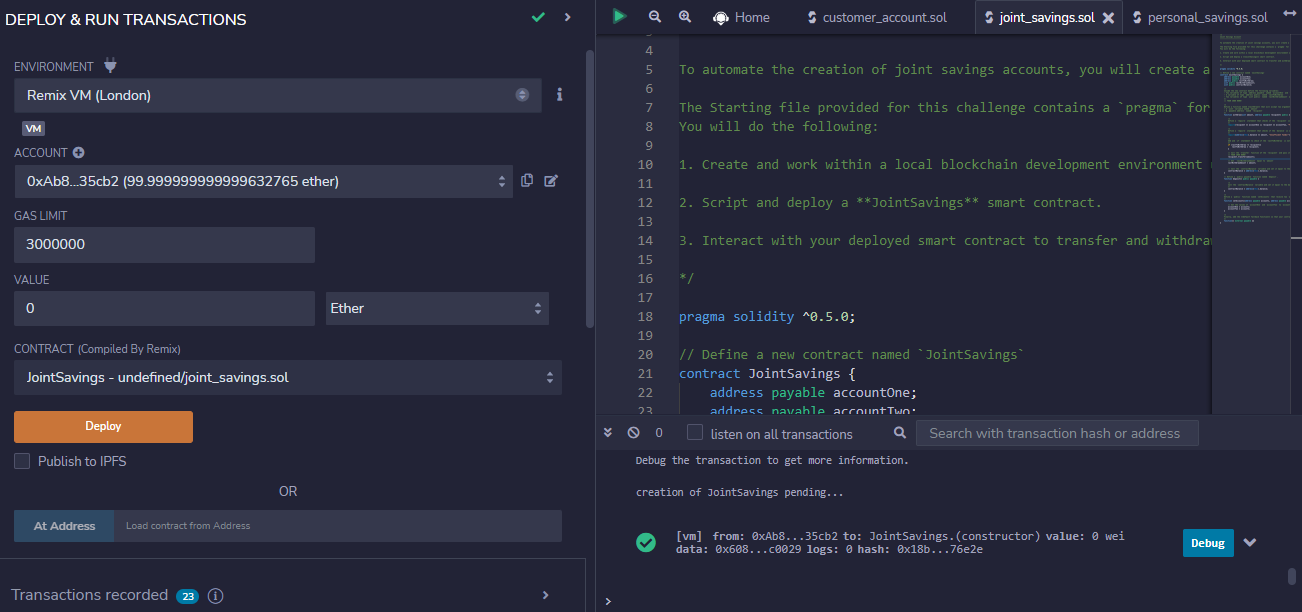 DEPLOY & RUN TRANSACTIONS
ENVIRONMENT
Remix VM (London)
VM
ACCOUNT
0xAb8...35cb2 (99.999999999999632765 ether)
GAS LIMIT
3000000
VALUE
0
Ether
CONTRACT (Compiled By Remix)
JointSavings - undefined/joint_savings.sol
Deploy
Publish to IPFS
OR
At Address
Load contract from Address
Transactions recorded 23
Home
customer_account.sol
joint_savings.sol
personal_savings.sol
4
5 To automate the creation of joint savings accounts, you will create a
6
7 The Starting file provided for this challenge contains a `pragma` for
8 You will do the following:
9
10 1. Create and work within a local blockchain development environment
11
12 2. Script and deploy a **JointSavings** smart contract.
13
14 3. Interact with your deployed smart contract to transfer and withdraw
15
16 */
17
18 pragma solidity ^0.5.0;
19
20 // Define a new contract named `JointSavings`
21 contract JointSavings {
22 address payable accountOne;
23 address payable accountTwo;
0
listen on all transactions
Search with transaction hash or address
Debug the transaction to get more information.
creation of JointSavings pending...
[vm] from: 0xAb8...35cb2 to: JointSavings.(constructor) value: 0 wei
data: 0x608...c0029 logs: 0 hash: 0x18b...76e2e
Debug
>